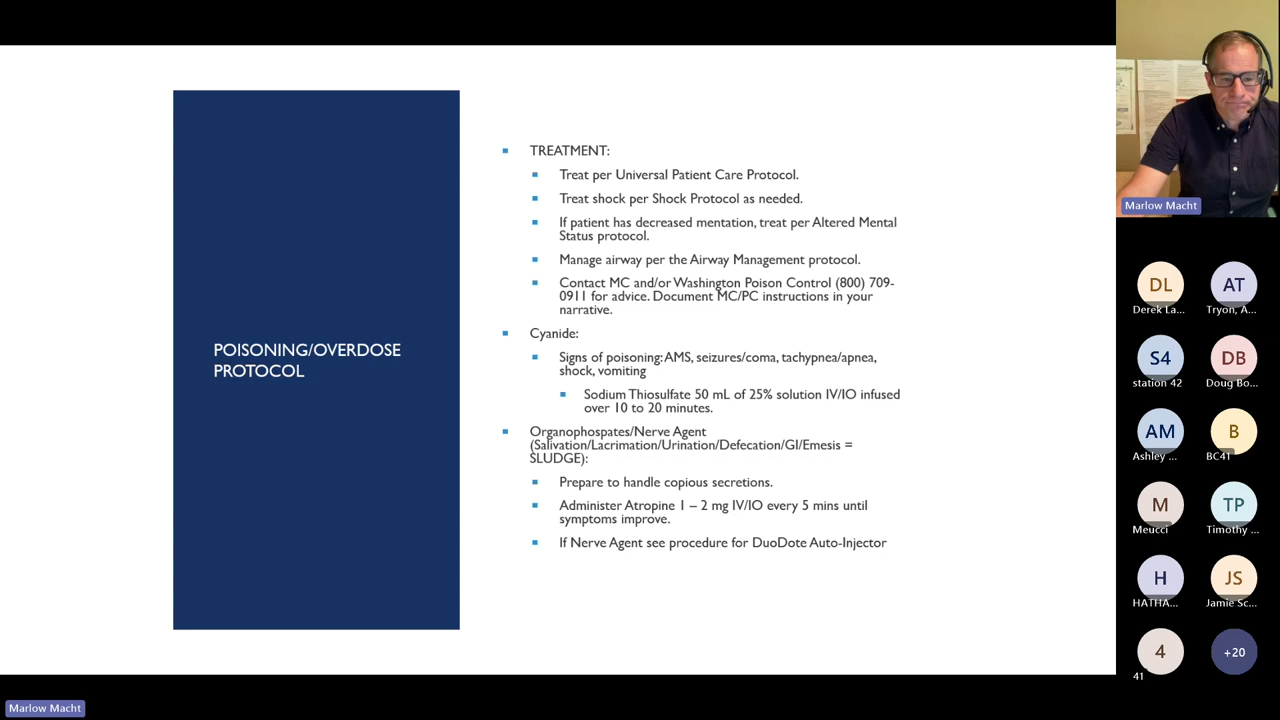 POISONING/OVERDOSE
PROTOCOL
TREATMENT:
Treat per Universal Patient Care Protocol.
Treat shock per Shock Protocol as needed.
If patient has decreased mentation, treat per Altered Mental
Status protocol.
Manage airway per the Airway Management protocol.
Contact MC and/or Washington Poison Control (800) 709-
0911 for advice. Document MC/PC instructions in your
narrative.
Cyanide:
Signs of poisoning: AMS, seizures/coma, tachypnea/apnea,
shock, vomiting
Sodium Thiosulfate 50 mL of 25% solution IV/IO infused
over 10 to 20 minutes.
Organophospates/Nerve Agent
(Salivation/Lacrimation/Urination/Defecation/GI/Emesis =
SLUDGE):
Prepare to handle copious secretions.
Administer Atropine 1 – 2 mg IV/IO every 5 mins until
symptoms improve.
If Nerve Agent see procedure for DuoDote Auto-Injector
Marlow Macht
DL AT
Derek La... Tryon, A...
S4 DB
station 42 Doug Bo...
AM B
Ashley ... BC41
M TP
Meucci Timothy ...
H JS
HATHA... Jamie Sc...
4 +20
41
Marlow Macht